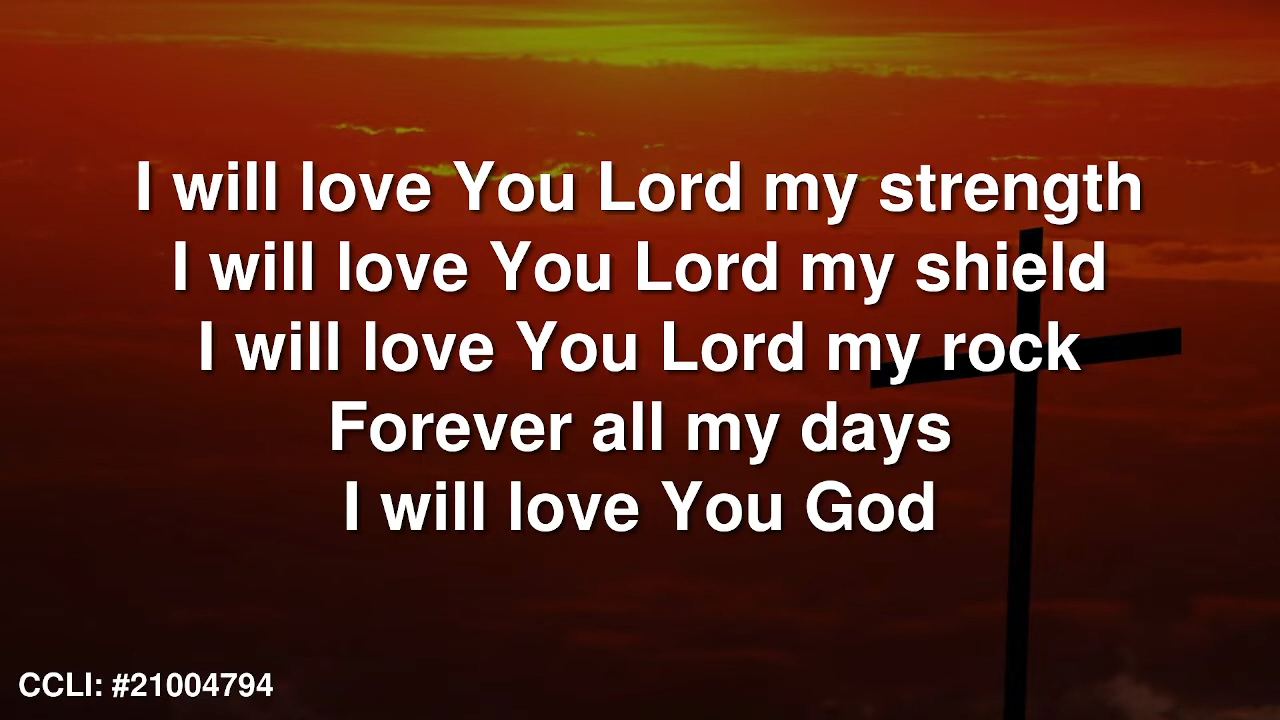 I will love You Lord my strength
I will love You Lord my shield
I will love You Lord my rock
Forever all my days
I will love You God
CCLI: #21004794